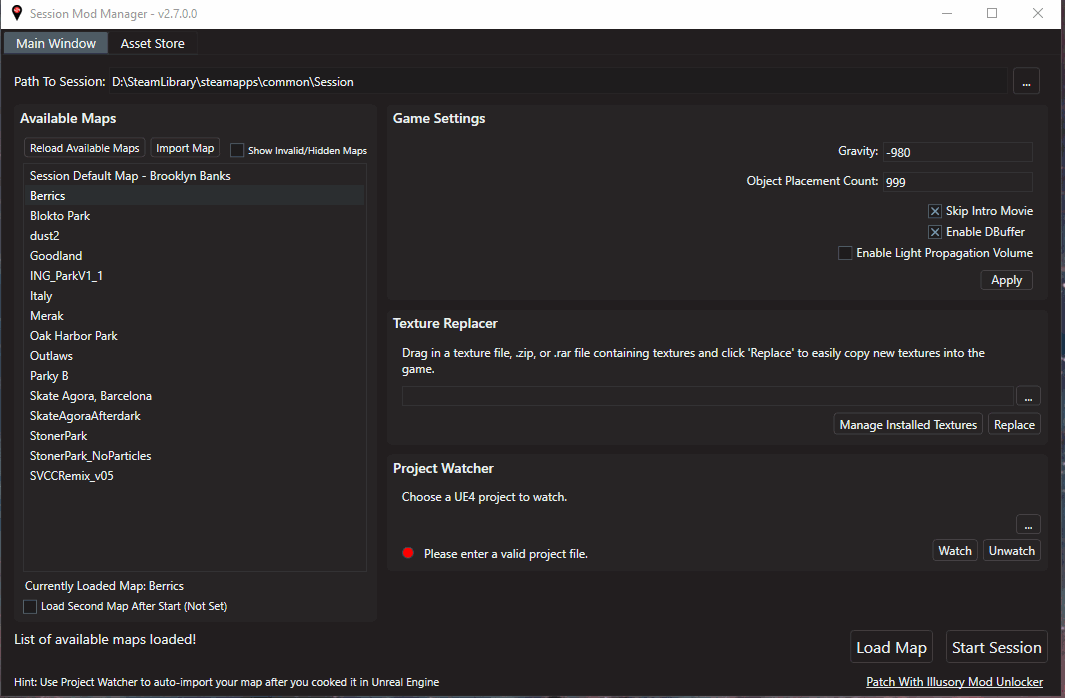 Session Mod Manager - v2.7.0.0
Main Window
Asset Store
Path To Session: D:\SteamLibrary\steamapps\common\Session
...
Available Maps
Reload Available Maps
Import Map
Show Invalid/Hidden Maps
Session Default Map - Brooklyn Banks
Berrics
Blokto Park
dust2
Goodland
ING_ParkV1_1
Italy
Merak
Oak Harbor Park
Outlaws
Parky B
Skate Agora, Barcelona
SkateAgoraAfterdark
StonerPark
StonerPark_NoParticles
SVCCRemix_v05
Currently Loaded Map: Berrics
Load Second Map After Start (Not Set)
Game Settings
Gravity: -980
Object Placement Count: 999
Skip Intro Movie
Enable DBuffer
Enable Light Propagation Volume
Apply
Texture Replacer
Drag in a texture file, .zip, or .rar file containing textures and click 'Replace' to easily copy new textures into the
game.
...
Manage Installed Textures
Replace
Project Watcher
Choose a UE4 project to watch.
...
Please enter a valid project file.
Watch
Unwatch
List of available maps loaded!
Load Map
Start Session
Hint: Use Project Watcher to auto-import your map after you cooked it in Unreal Engine
Patch With Illusory Mod Unlocker